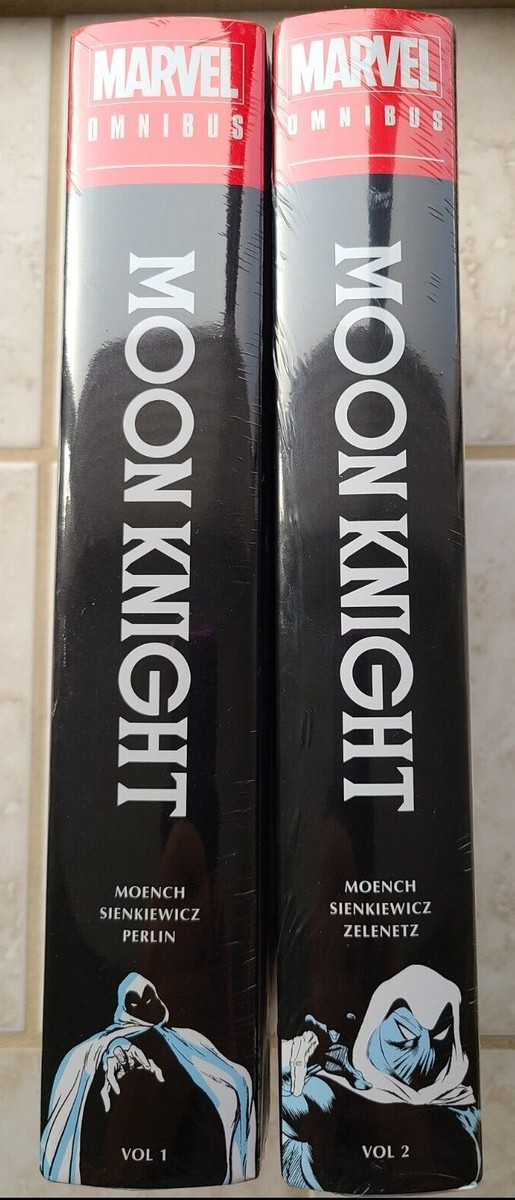 MARVEL
OMNIBUS
MOON KNIGHT
MOENCH
SIENKIEWICZ
PERLIN
VOL 1
MARVEL
OMNIBUS
MOON KNIGHT
MOENCH
SIENKIEWICZ
ZELENETZ
VOL 2